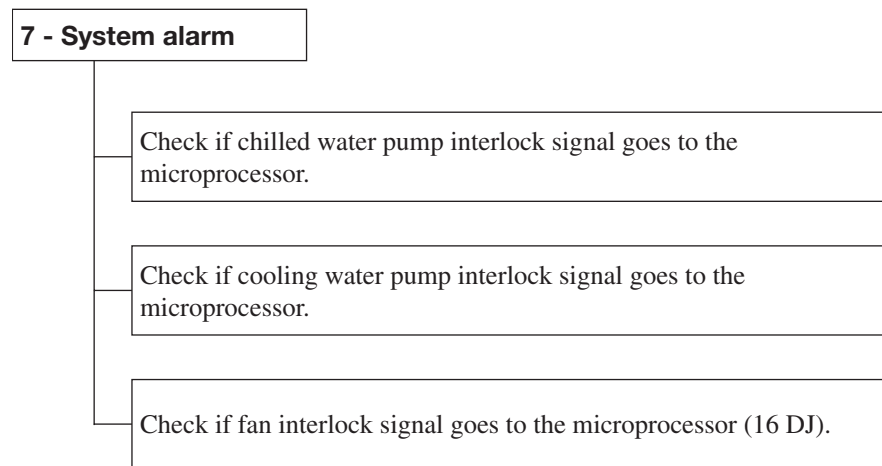 7 - System alarm
Check if chilled water pump interlock signal goes to the
microprocessor.
Check if cooling water pump interlock signal goes to the
microprocessor.
Check if fan interlock signal goes to the microprocessor (16 DJ).